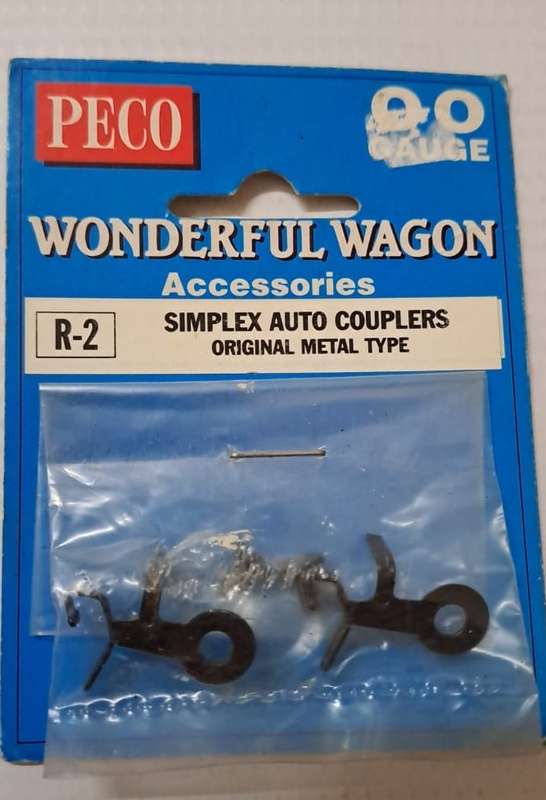 PECO
OO
GAUGE
WONDERFUL WAGON
Accessories
R-2
SIMPLEX AUTO COUPLERS
ORIGINAL METAL TYPE